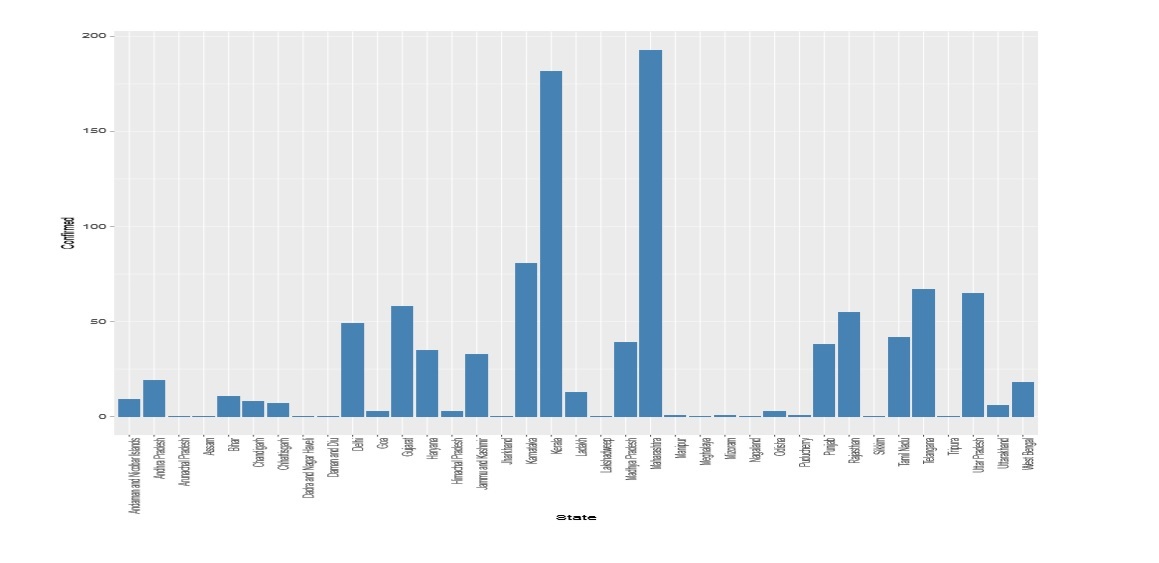 200
150
100
50
0
Confirmed
Andaman and Nicobar Islands
Andhra Pradesh
Arunachal Pradesh
Assam
Bihar
Chandigarh
Chhattisgarh
Dadra and Nagar Haveli
Daman and Diu
Delhi
Goa
Gujarat
Haryana
Himachal Pradesh
Jammu and Kashmir
Jharkhand
Karnataka
Kerala
Ladakh
Lakshadweep
Madhya Pradesh
Maharashtra
Manipur
Meghalaya
Mizoram
Nagaland
Odisha
Puducherry
Punjab
Rajasthan
Sikkim
Tamil Nadu
Telangana
Tripura
Uttar Pradesh
Uttarakhand
West Bengal
State